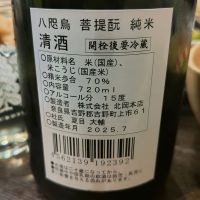 八咫烏 菩提酛 純米
清酒 開栓後要冷蔵
○原材料名 米(国産)、
米こうじ(国産米)
○精米歩合 70%
○内容量 720ml
○アルコール分 15度
○製造者 株式会社 北岡本店
奈良県吉野郡吉野町上市61
○杜氏 夏目 大輔
○製造年月 2025.7
4562139192392